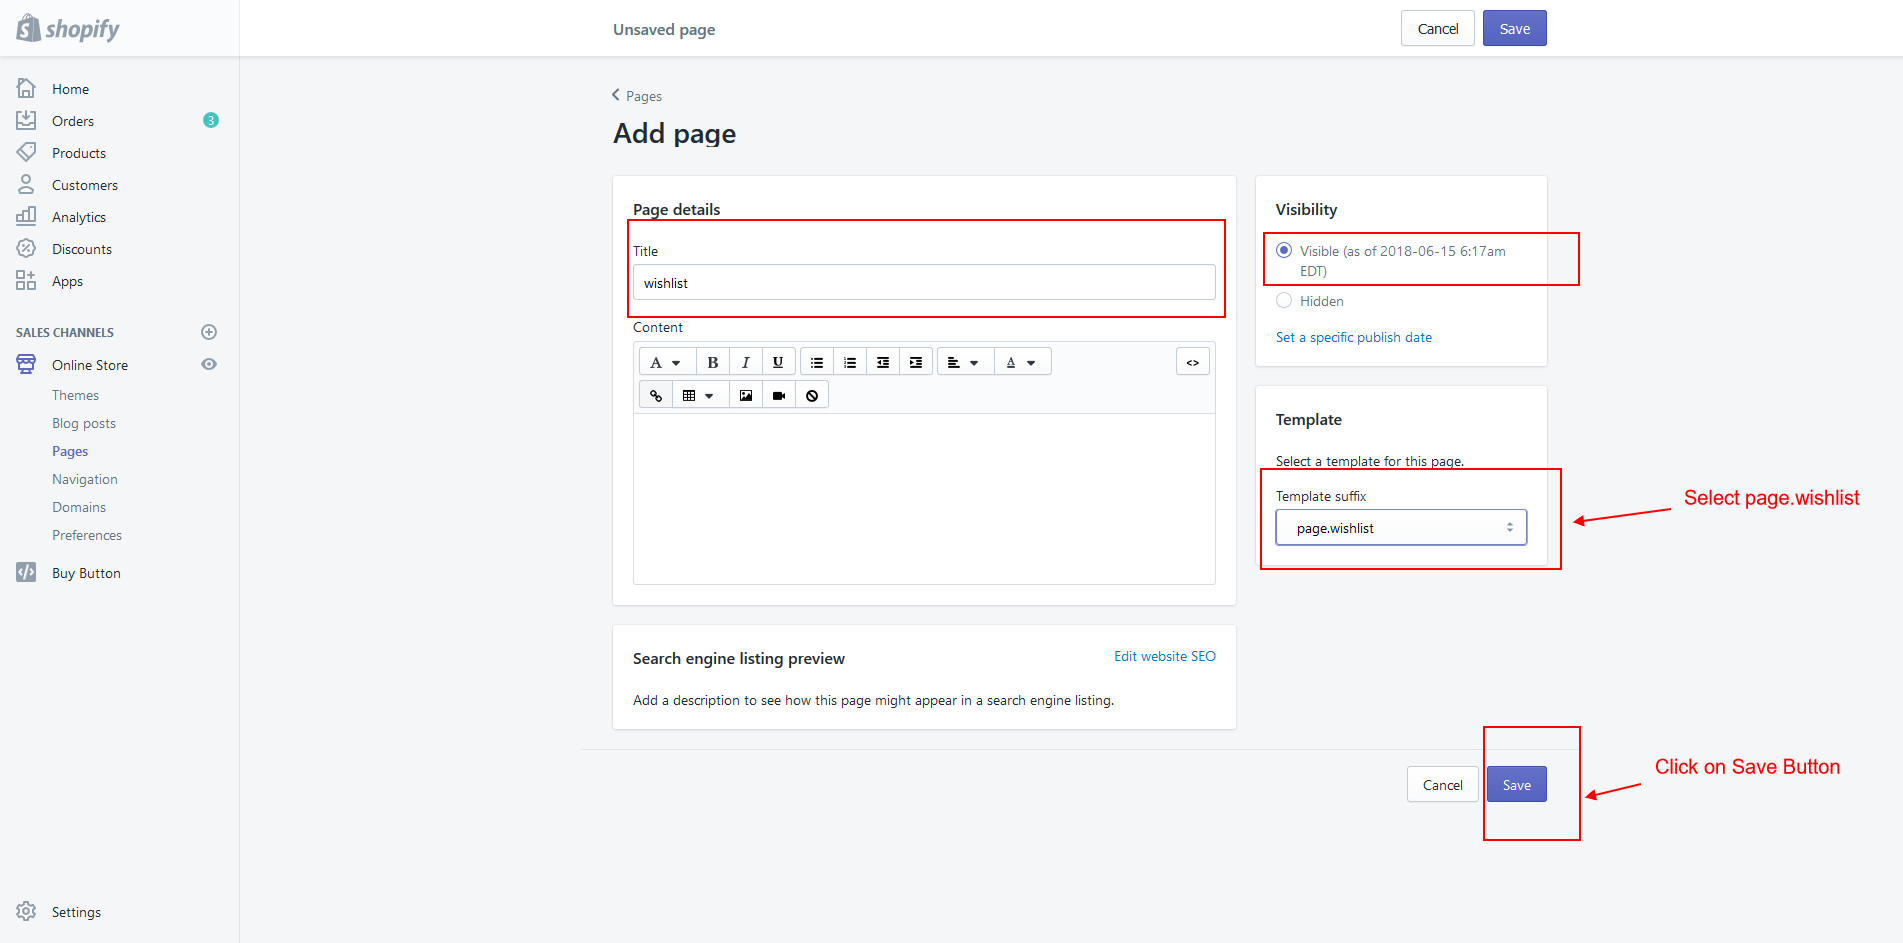 shopify
Unsaved page
Cancel
Save
Home
Orders
3
Products
Customers
Analytics
Discounts
Apps
SALES CHANNELS
Online Store
Themes
Blog posts
Pages
Navigation
Domains
Preferences
Buy Button
Settings
Pages
Add page
Page details
Title
wishlist
Content
A
B
I
U
A
<>
Search engine listing preview
Edit website SEO
Add a description to see how this page might appear in a search engine listing.
Visibility
Visible (as of 2018-06-15 6:17am
EDT)
Hidden
Set a specific publish date
Template
Select a template for this page.
Template suffix
page.wishlist
Select page.wishlist
Cancel
Save
Click on Save Button